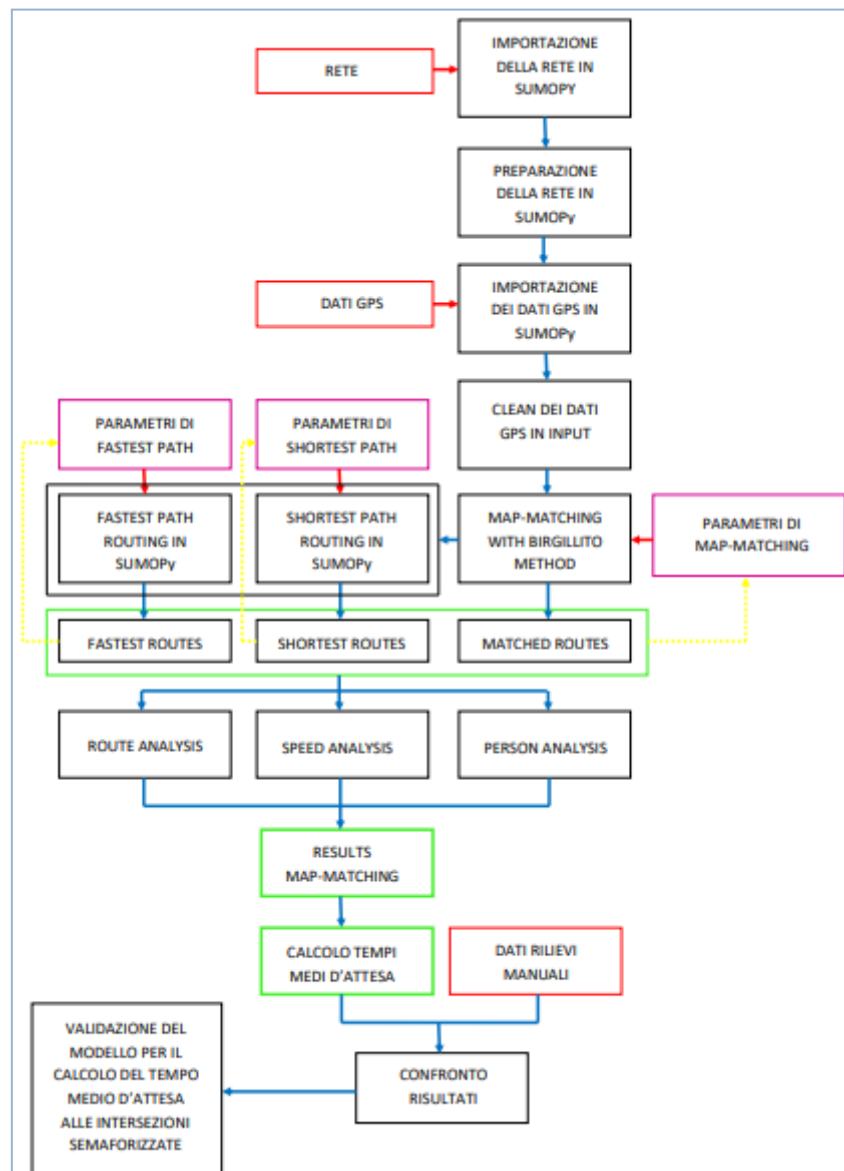 RETE
IMPORTAZIONE
DELLA RETE IN
SUMOPY
PREPARAZIONE
DELLA RETE IN
SUMOPy
DATI GPS
IMPORTAZIONE
DEI DATI GPS IN
SUMOPy
PARAMETRI DI
FASTEST PATH
PARAMETRI DI
SHORTEST PATH
CLEAN DEI DATI
GPS IN INPUT
FASTEST PATH
ROUTING IN
SUMOPy
SHORTEST PATH
ROUTING IN
SUMOPy
MAP-MATCHING
WITH BIRGILLITO
METHOD
PARAMETRI DI
MAP-MATCHING
FASTEST ROUTES
SHORTEST ROUTES
MATCHED ROUTES
ROUTE ANALYSIS
SPEED ANALYSIS
PERSON ANALYSIS
RESULTS
MAP-MATCHING
CALCOLO TEMPI
MEDI D'ATTESA
DATI RILIEVI
MANUALI
VALIDAZIONE DEL
MODELLO PER IL
CALCOLO DEL TEMPO
MEDIO D'ATTESA
ALLE INTERSEZIONI
SEMAFORIZZATE
CONFRONTO
RISULTATI